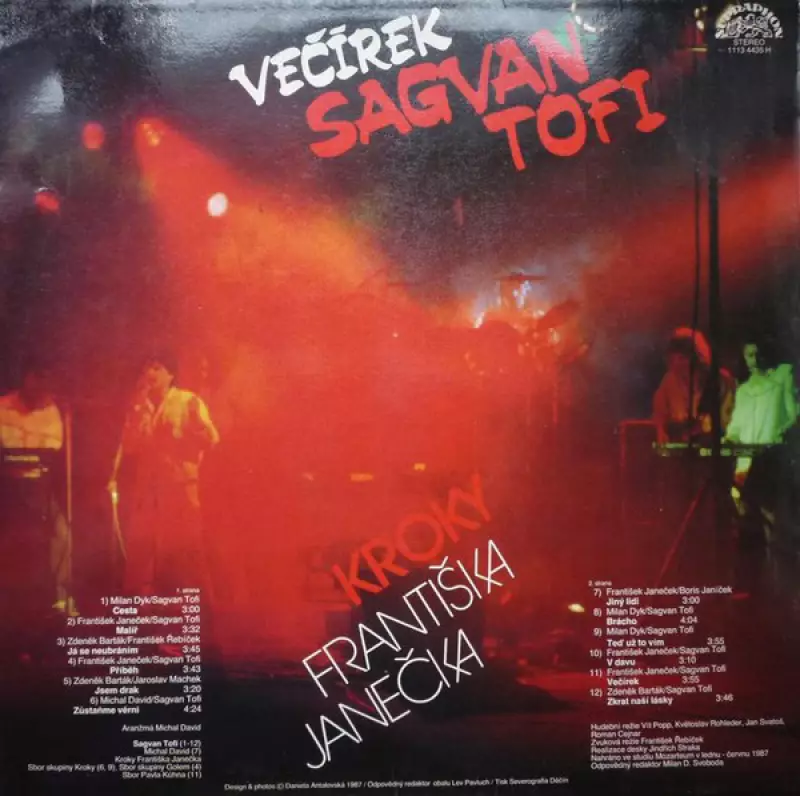 SUPRAPHON
STEREO
1113 4435 H
VEČÍREK
SAGVAN
TOFI
KROKY
FRANTIŠKA
JANEČKA
1. strana
1) Milan Dyk/Sagvan Tofi
Cesta 3:00
2) František Janeček/Sagvan Tofi
Malíř 3:32
3) Zdeněk Barták/František Řebíček
Já se neubráním 3:45
4) František Janeček/Sagvan Tofi
Příběh 3:43
5) Zdeněk Barták/Jaroslav Machek
Jsem drak 3:20
6) Michal David/Sagvan Tofi
Zůstaňme věrni 4:24
Aranžmá Michal David
Sagvan Tofi (1-12)
Michal David (7)
Kroky Františka Janečka
Sbor skupiny Kroky (6, 9), Sbor skupiny Golem (4)
Sbor Pavla Kühna (11)
2. strana
7) František Janeček/Boris Janíček
Jiný lidi 3:00
8) Milan Dyk/Sagvan Tofi
Brácho 4:04
9) Milan Dyk/Sagvan Tofi
Teď už to vím 3:55
10) František Janeček/Sagvan Tofi
V davu 3:10
11) František Janeček/Sagvan Tofi
Večírek 3:55
12) Zdeněk Barták/Sagvan Tofi
Zkrat naší lásky 3:46
Hudební režie Vít Popp, Květoslav Rohleder, Jan Svatoš,
Roman Cejnar
Zvuková režie František Řebíček
Realizace desky Jindřich Straka
Nahráno ve studiu Mozarteum v lednu - červnu 1987
Odpovědný redaktor Milan D. Svoboda
Design & photos © Daniela Antalovská 1987 / Odpovědný redaktor obalu Lev Pavluch / Tisk Severografia Děčín